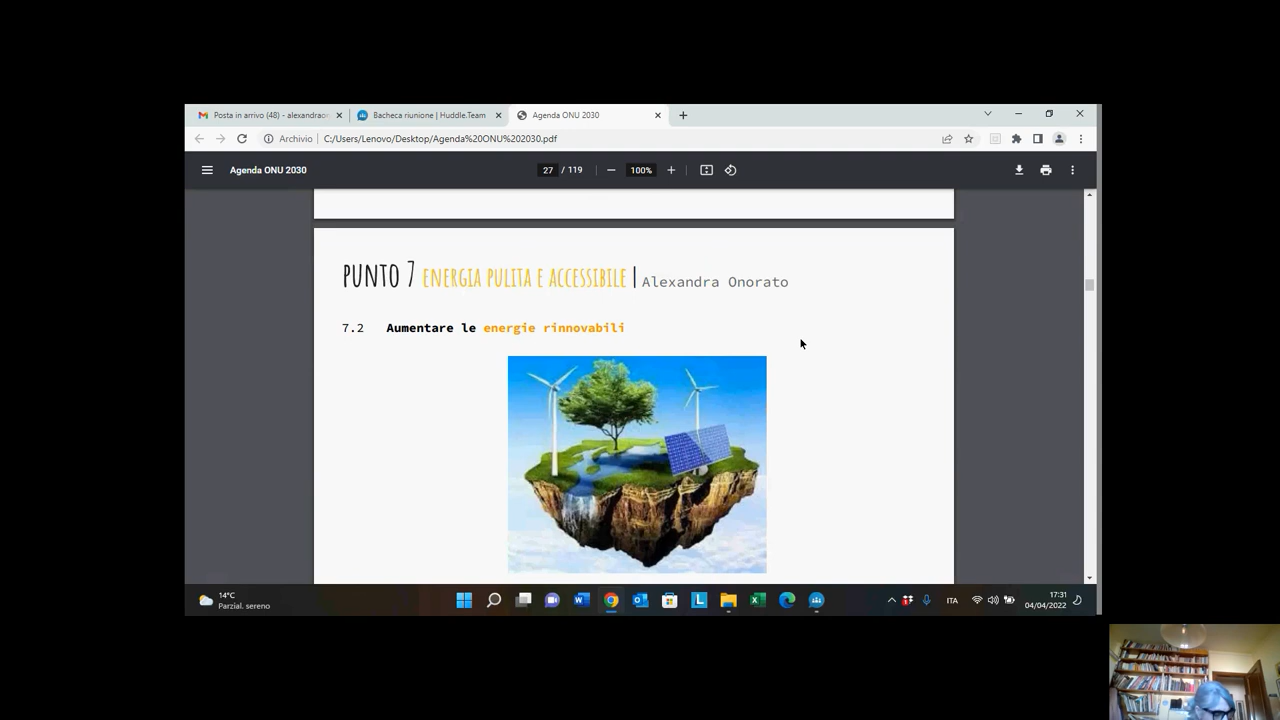 Posta in arrivo (48) - alexandrao
Bacheca riunione | Huddle.Team
Agenda ONU 2030
Archivio
C:/Users/Lenovo/Desktop/Agenda%20ONU%202030.pdf
Agenda ONU 2030
27 / 119
100%
PUNTO 7 ENERGIA PULITA E ACCESSIBILE | Alexandra Onorato
7.2 Aumentare le energie rinnovabili
14°C
Parzial. sereno
ITA
17:31
04/04/2022